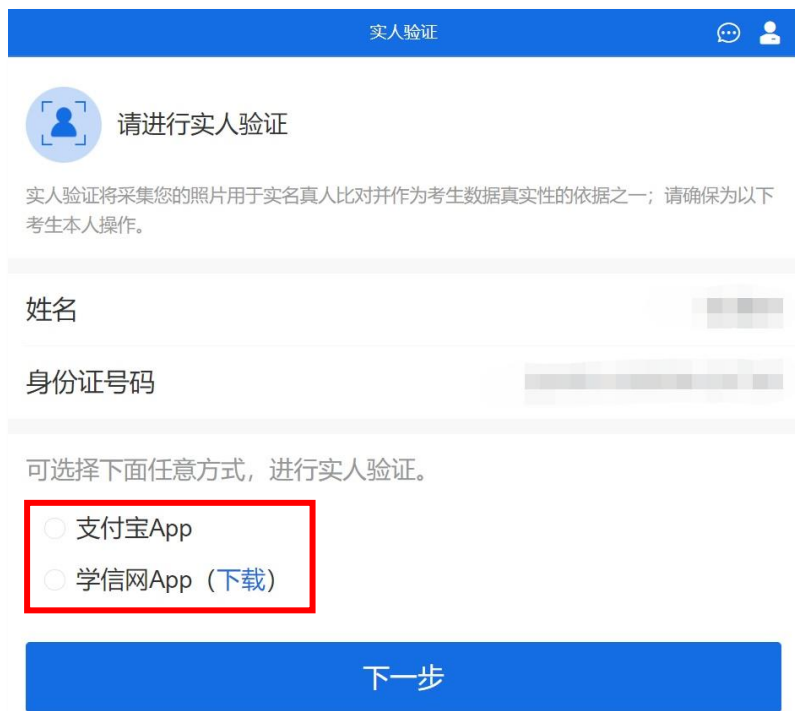 实人验证
请进行实人验证
实人验证将采集您的照片用于实名真人比对并作为考生数据真实性的依据之一；请确保为以下
考生本人操作。
姓名
身份证号码
可选择下面任意方式，进行实人验证。
支付宝App
学信网App（下载）
下一步